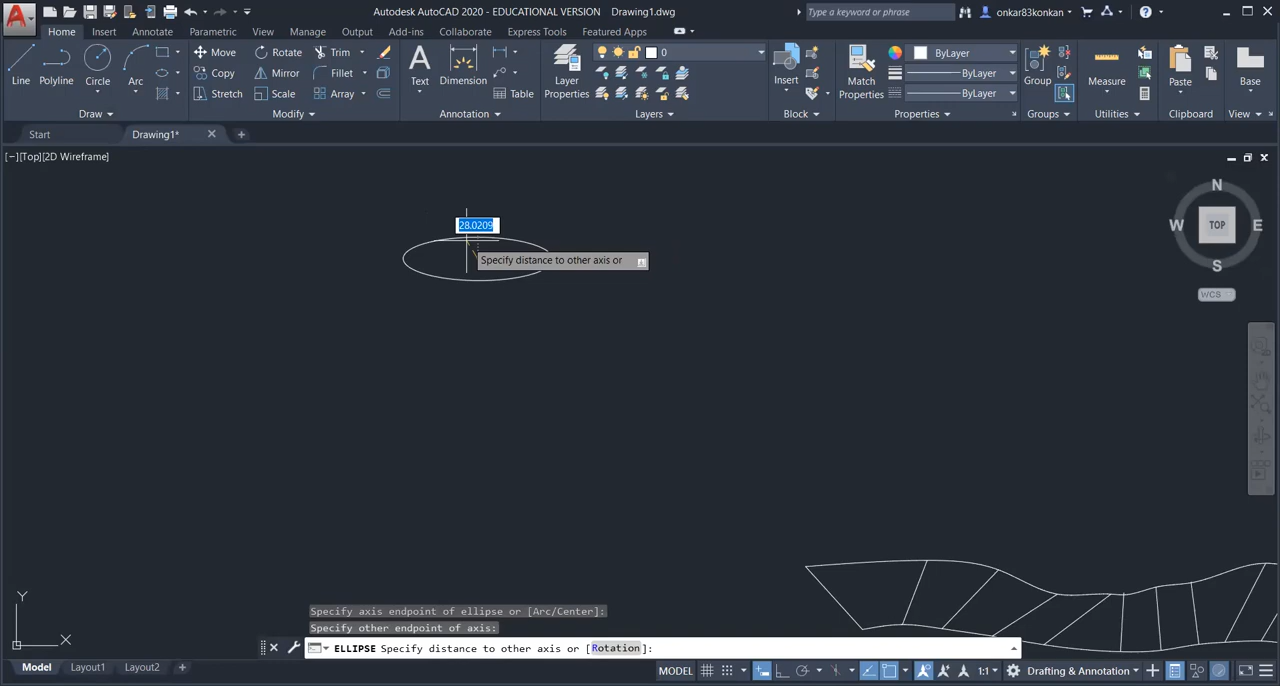 Autodesk AutoCAD 2020 - EDUCATIONAL VERSION Drawing1.dwg
Type a keyword or phrase
onkar83konkan
Home Insert Annotate Parametric View Manage Output Add-ins Collaborate Express Tools Featured Apps
Line Polyline Circle Arc
Move Rotate Trim
Copy Mirror Fillet
Stretch Scale Array
Text Dimension Table
Layer Properties
0
Insert
Match Properties
ByLayer
ByLayer
ByLayer
Group
Measure
Paste
Base
Draw Modify Annotation Layers Block Properties Groups Utilities Clipboard View
Start Drawing1* +
[−][Top][2D Wireframe]
N
W TOP E
S
WCS
28.0209
Specify distance to other axis or
Y
X
Specify axis endpoint of ellipse or [Arc/Center]:
Specify other endpoint of axis:
ELLIPSE Specify distance to other axis or [Rotation]:
Model Layout1 Layout2 +
MODEL 1:1 Drafting & Annotation